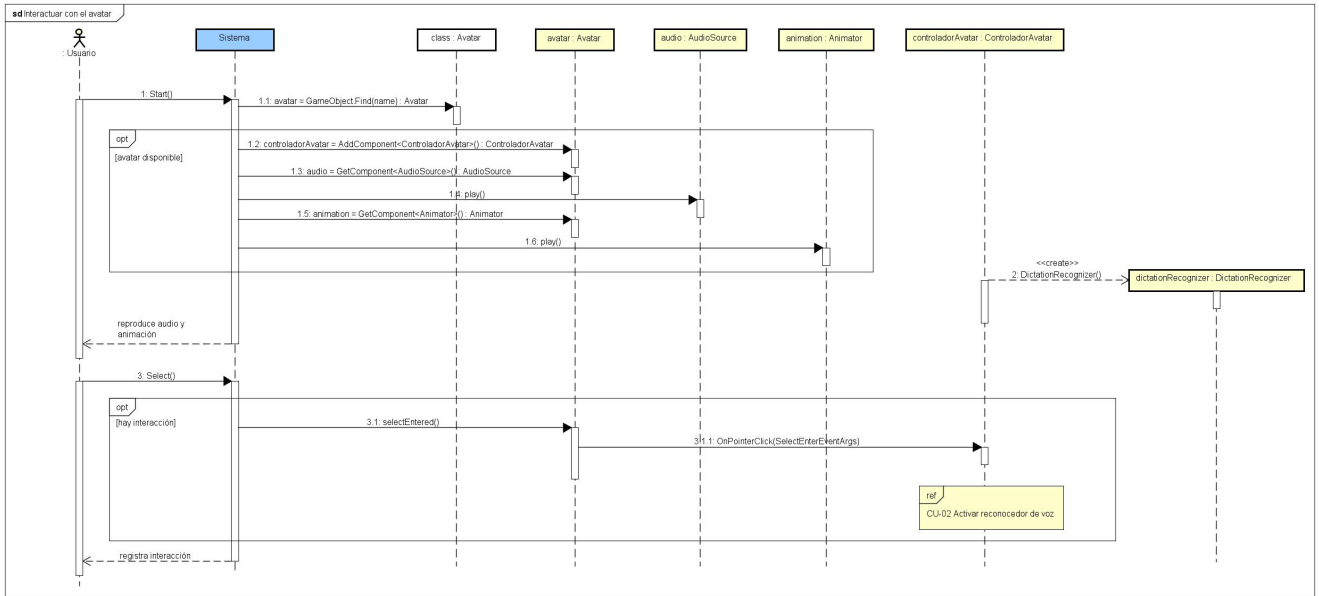 sd Interactuar con el avatar
: Usuario
Sistema
class : Avatar
avatar : Avatar
audio : AudioSource
animation : Animator
controladorAvatar : ControladorAvatar
1: Start()
1.1: avatar = GameObject.Find(name) : Avatar
opt
[avatar disponible]
1.2: controladorAvatar = AddComponent<ControladorAvatar>() : ControladorAvatar
1.3: audio = GetComponent<AudioSource>() : AudioSource
1.4: play()
1.5: animation = GetComponent<Animator>() : Animator
1.6: play()
<<create>>
2: DictationRecognizer()
dictationRecognizer : DictationRecognizer
reproduce audio y
animación
3: Select()
opt
[hay interacción]
3.1: selectEntered()
3.1.1: OnPointerClick(SelectEnterEventArgs)
ref
CU-02 Activar reconocedor de voz
registra interacción